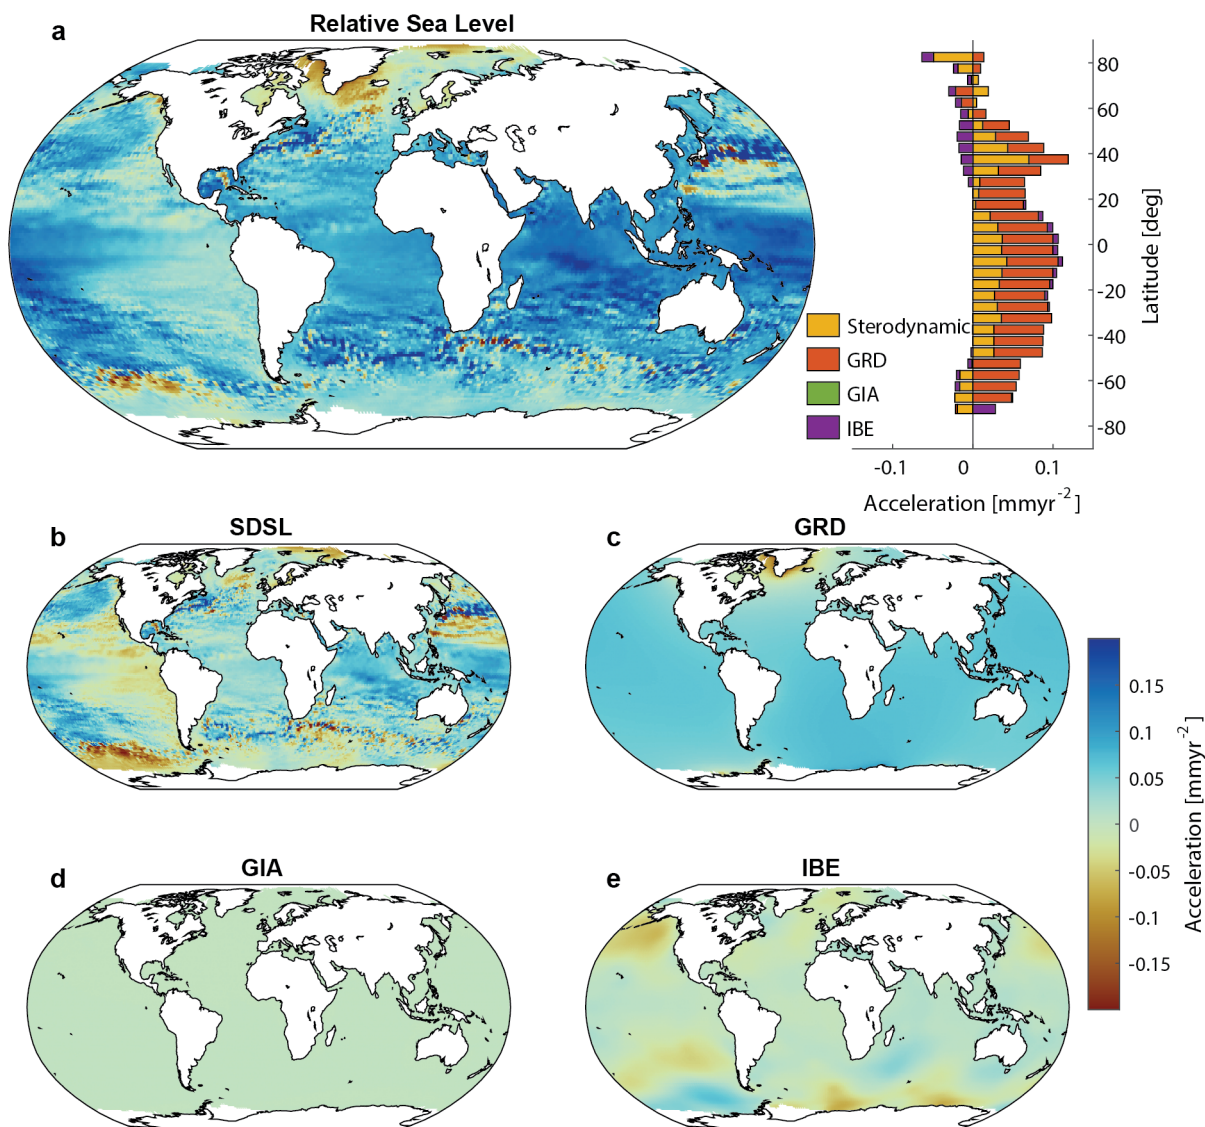 a
Relative Sea Level
80
60
40
20
0
-20
-40
-60
-80
Latitude [deg]
Sterodynamic
GRD
GIA
IBE
-0.1
0
0.1
Acceleration [mmyr-2]
b
SDSL
c
GRD
d
GIA
e
IBE
0.15
0.1
0.05
0
-0.05
-0.1
-0.15
Acceleration [mmyr-2]